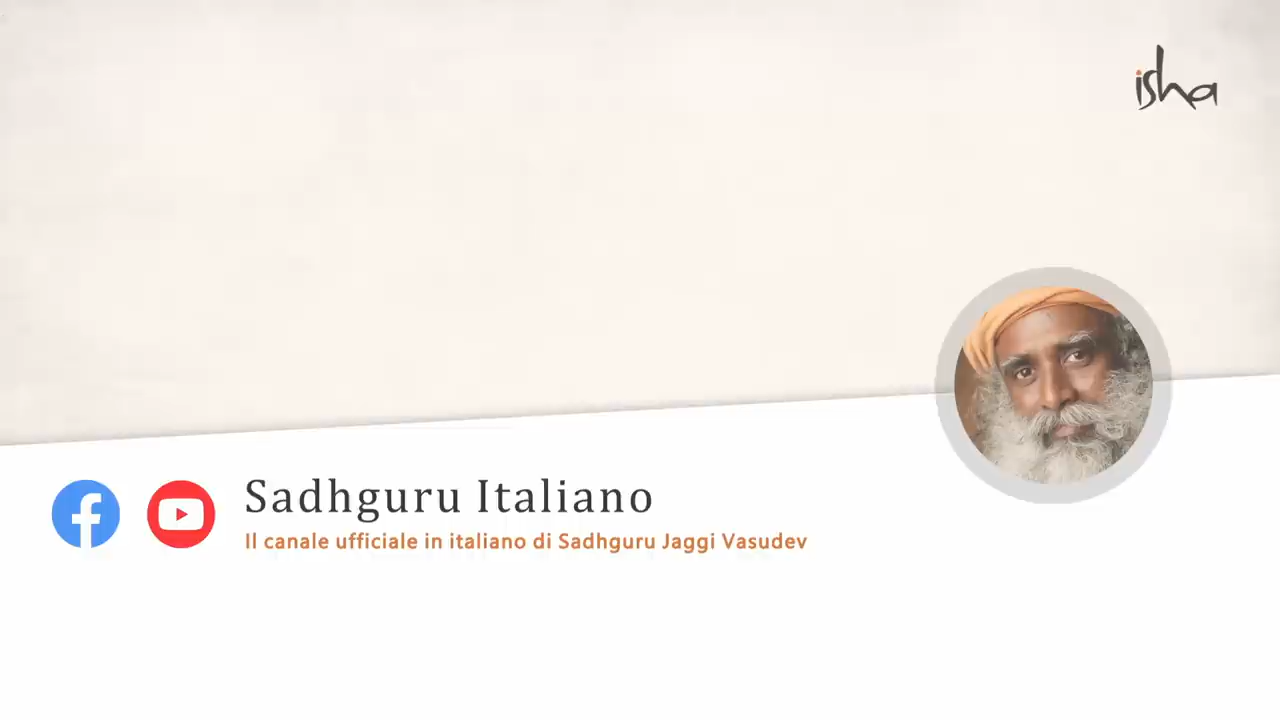 isha
Sadhguru Italiano
Il canale ufficiale in italiano di Sadhguru Jaggi Vasudev